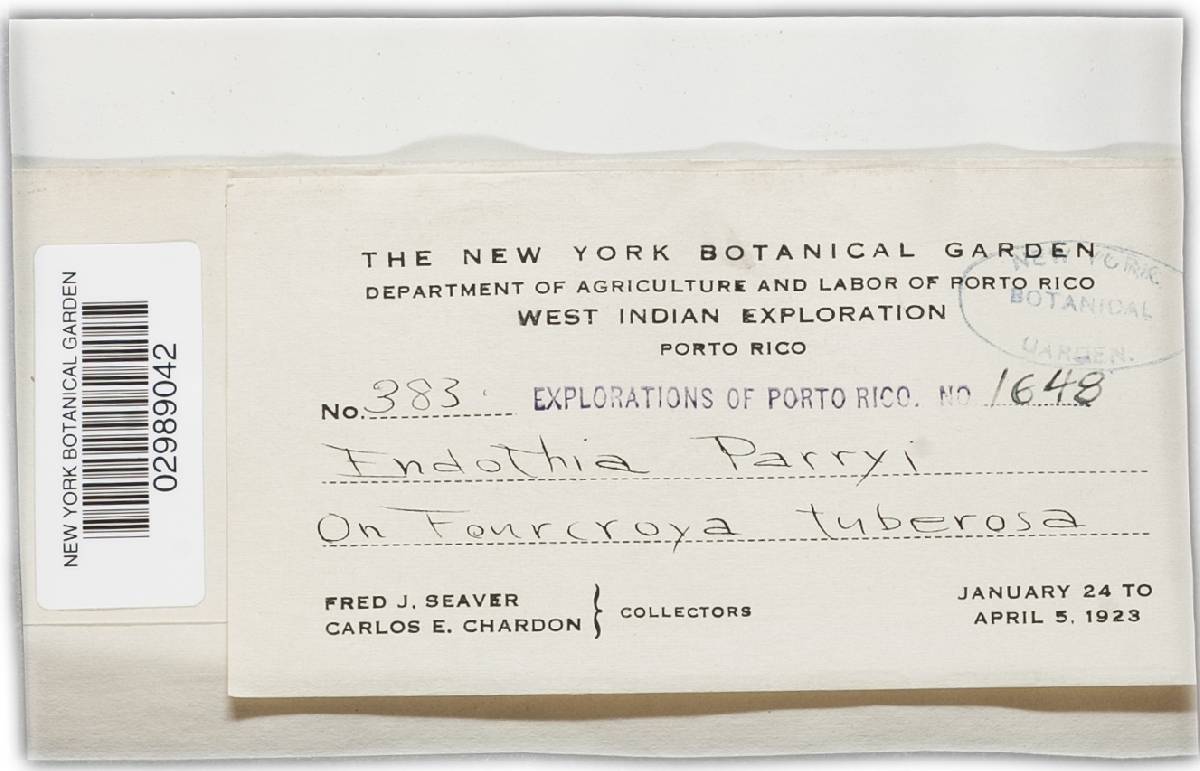 THE NEW YORK BOTANICAL GARDEN
DEPARTMENT OF AGRICULTURE AND LABOR OF PORTO RICO
WEST INDIAN EXPLORATION
PORTO RICO
NEW YORK
BOTANICAL
GARDEN.
No. 383. EXPLORATIONS OF PORTO RICO. NO 1648
Endothia Parryi
On Fourcroya tuberosa
FRED J. SEAVER
CARLOS E. CHARDON } COLLECTORS
JANUARY 24 TO
APRIL 5, 1923
NEW YORK BOTANICAL GARDEN
02989042